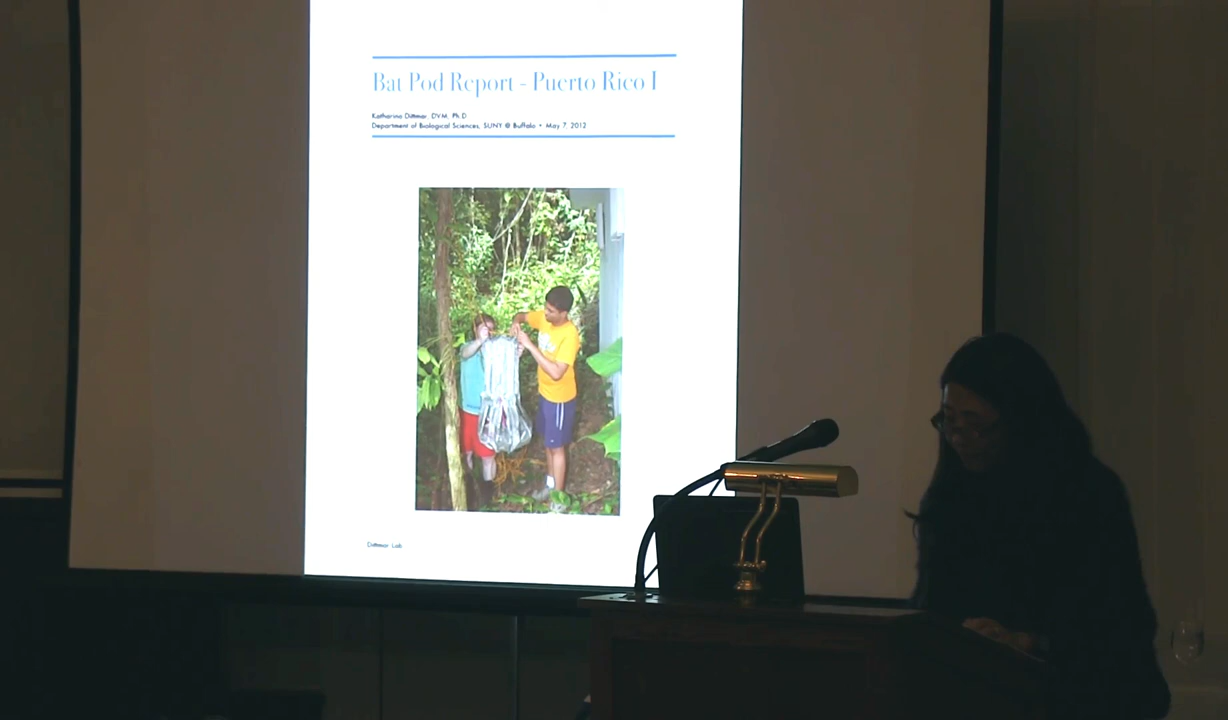 Bat Pod Report - Puerto Rico I
Katharina Dittmar, DVM, Ph.D
Department of Biological Sciences, SUNY @ Buffalo • May 7, 2012
Dittmar Lab